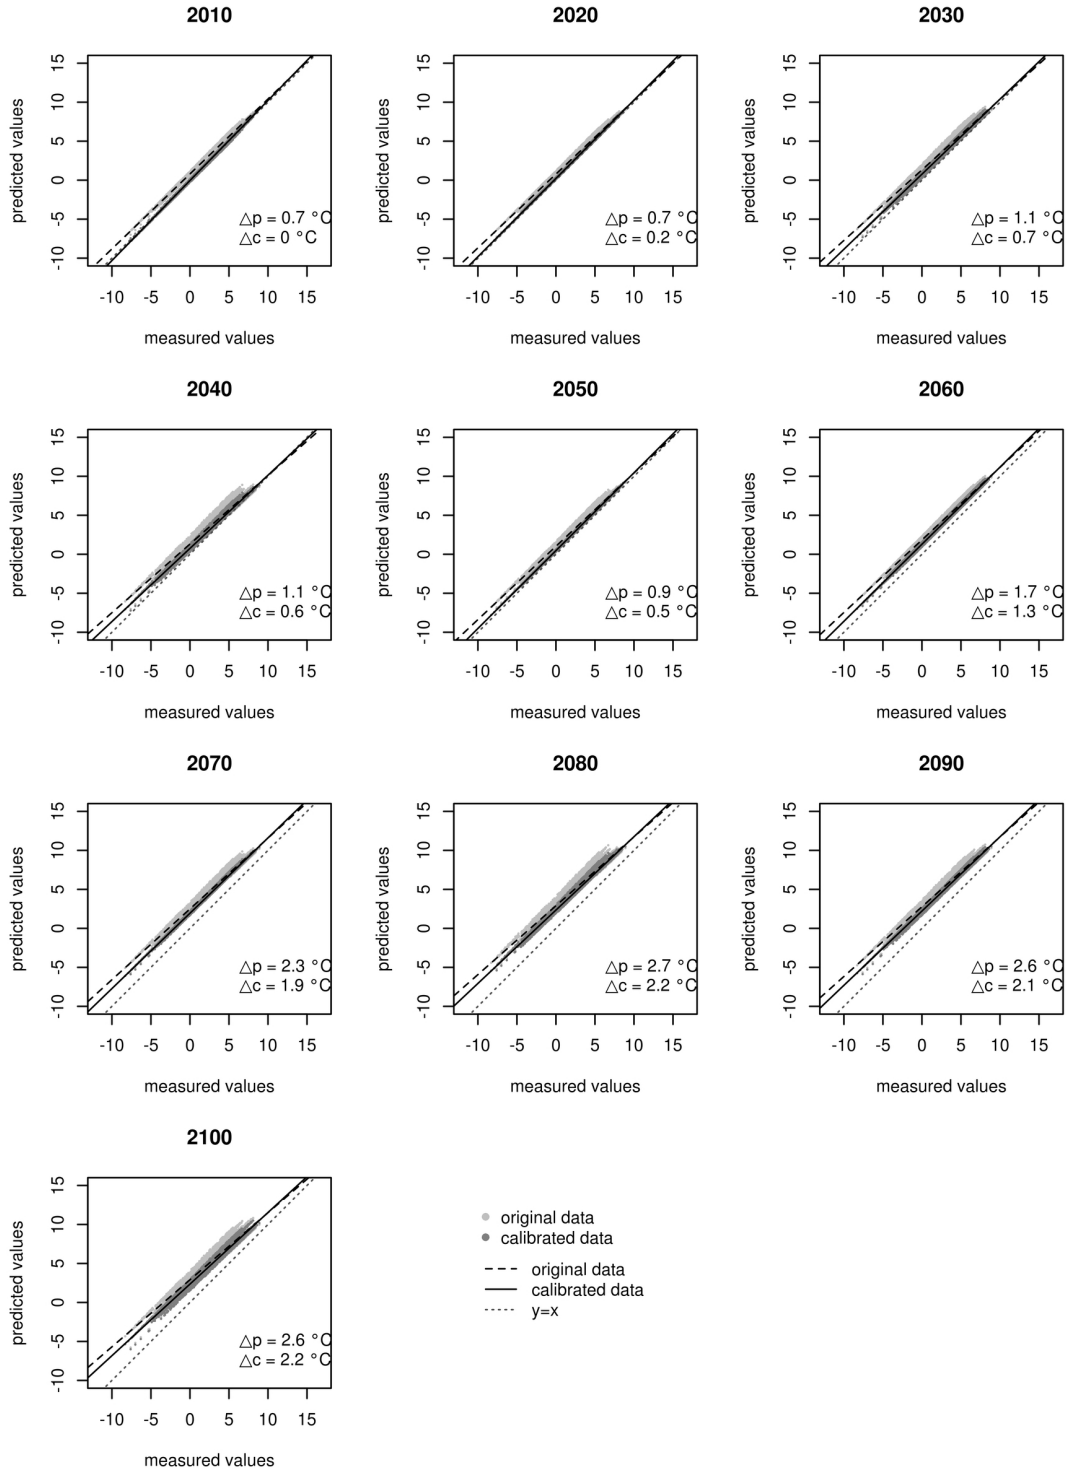 2010
2020
2030
predicted values
-10 -5 0 5 10 15
△p = 0.7 °C
△c = 0 °C
-10 -5 0 5 10 15
measured values
predicted values
-10 -5 0 5 10 15
△p = 0.7 °C
△c = 0.2 °C
-10 -5 0 5 10 15
measured values
predicted values
-10 -5 0 5 10 15
△p = 1.1 °C
△c = 0.7 °C
-10 -5 0 5 10 15
measured values
2040
2050
2060
predicted values
-10 -5 0 5 10 15
△p = 1.1 °C
△c = 0.6 °C
-10 -5 0 5 10 15
measured values
predicted values
-10 -5 0 5 10 15
△p = 0.9 °C
△c = 0.5 °C
-10 -5 0 5 10 15
measured values
predicted values
-10 -5 0 5 10 15
△p = 1.7 °C
△c = 1.3 °C
-10 -5 0 5 10 15
measured values
2070
2080
2090
predicted values
-10 -5 0 5 10 15
△p = 2.3 °C
△c = 1.9 °C
-10 -5 0 5 10 15
measured values
predicted values
-10 -5 0 5 10 15
△p = 2.7 °C
△c = 2.2 °C
-10 -5 0 5 10 15
measured values
predicted values
-10 -5 0 5 10 15
△p = 2.6 °C
△c = 2.1 °C
-10 -5 0 5 10 15
measured values
2100
predicted values
-10 -5 0 5 10 15
△p = 2.6 °C
△c = 2.2 °C
-10 -5 0 5 10 15
measured values
original data
calibrated data
original data
calibrated data
y=x